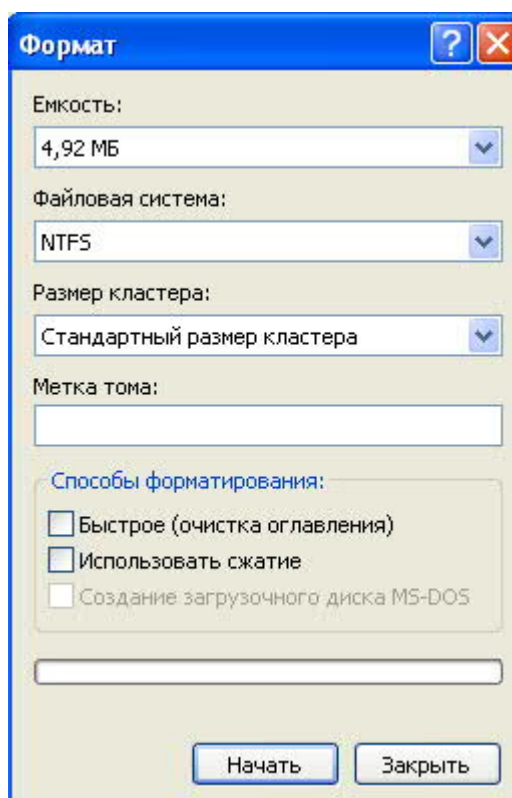 Формат
Емкость:
4,92 МБ
Файловая система:
NTFS
Размер кластера:
Стандартный размер кластера
Метка тома:
Способы форматирования:
Быстрое (очистка оглавления)
Использовать сжатие
Создание загрузочного диска MS-DOS
Начать
Закрыть